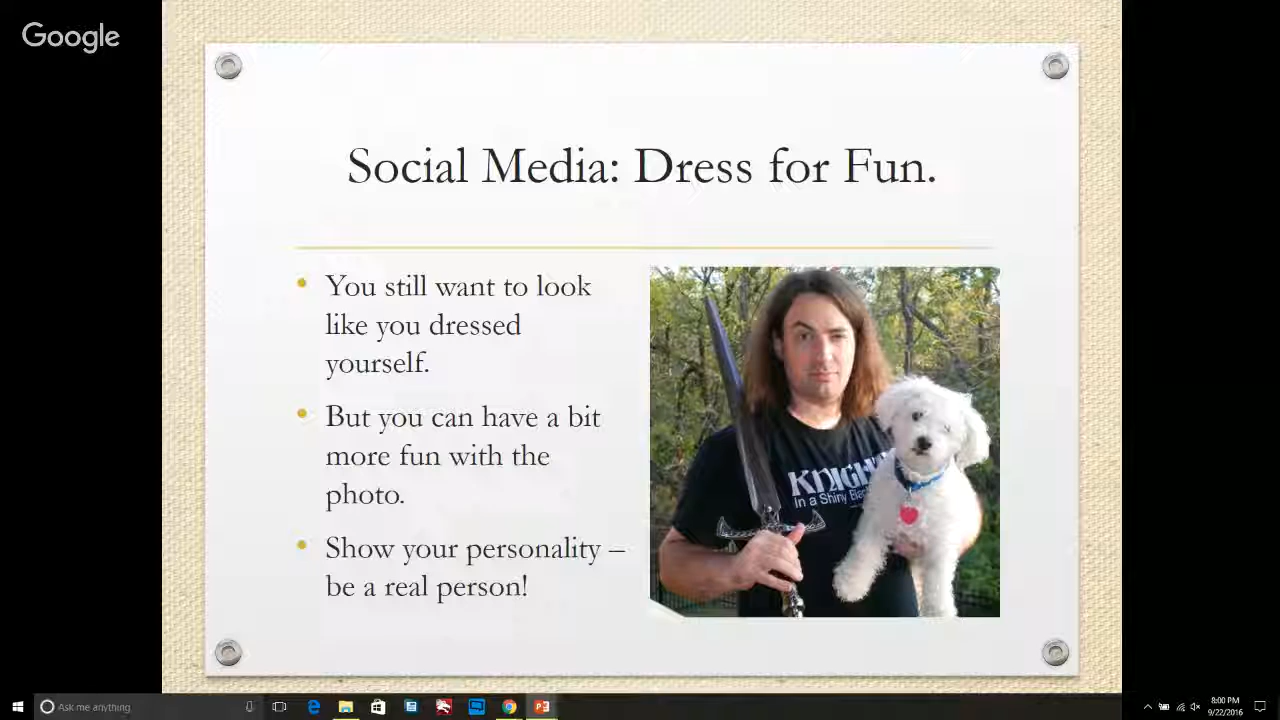 Google
Social Media: Dress for Fun.
You still want to look
like you dressed
yourself.
But you can have a bit
more fun with the
photo.
Show your personality –
be a real person!
KNIGH
In a Shiny Bla
Ask me anything
8:00 PM
9/22/2016